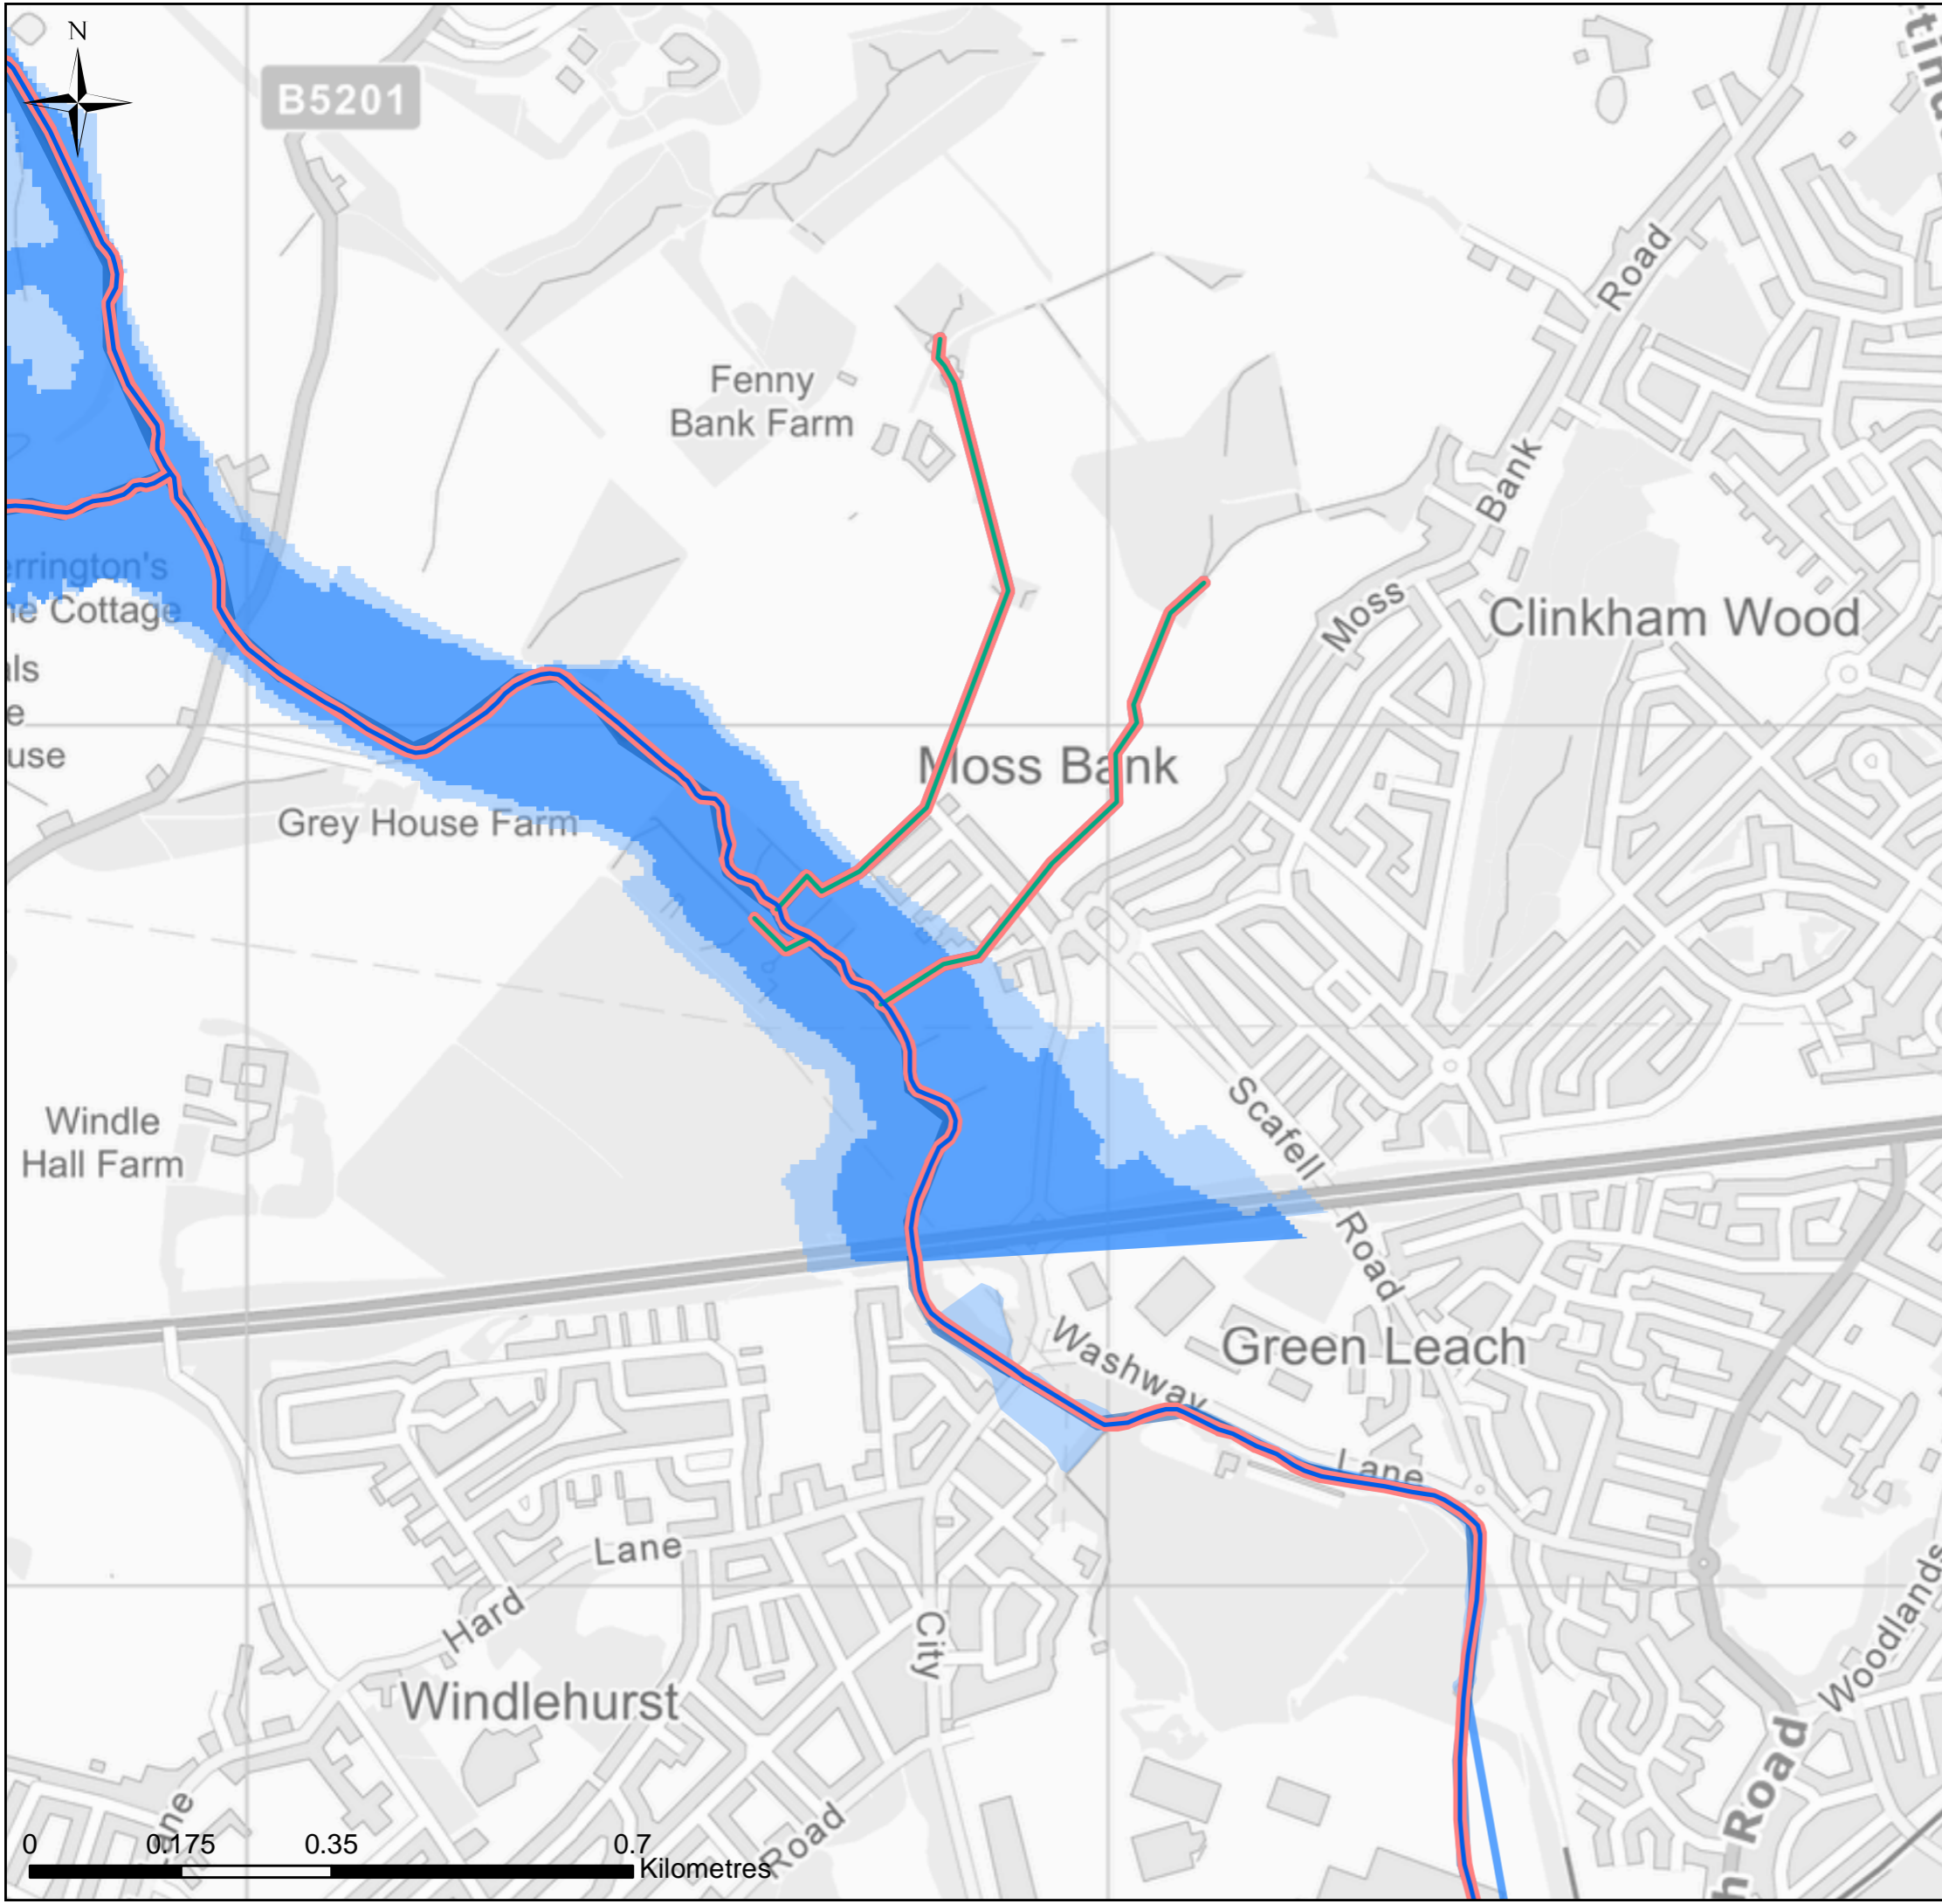 N
B5201
Road
Fenny
Bank Farm
Bank
Moss
Clinkham Wood
errington's
Cottage
als
e
use
Moss Bank
Grey House Farm
Windle
Hall Farm
Scafell
Road
Washway
Green Leach
Lane
Lane
Hard
City
Windlehurst
Woodlands
Road
Road
0 0.175 0.35 0.7
Kilometres